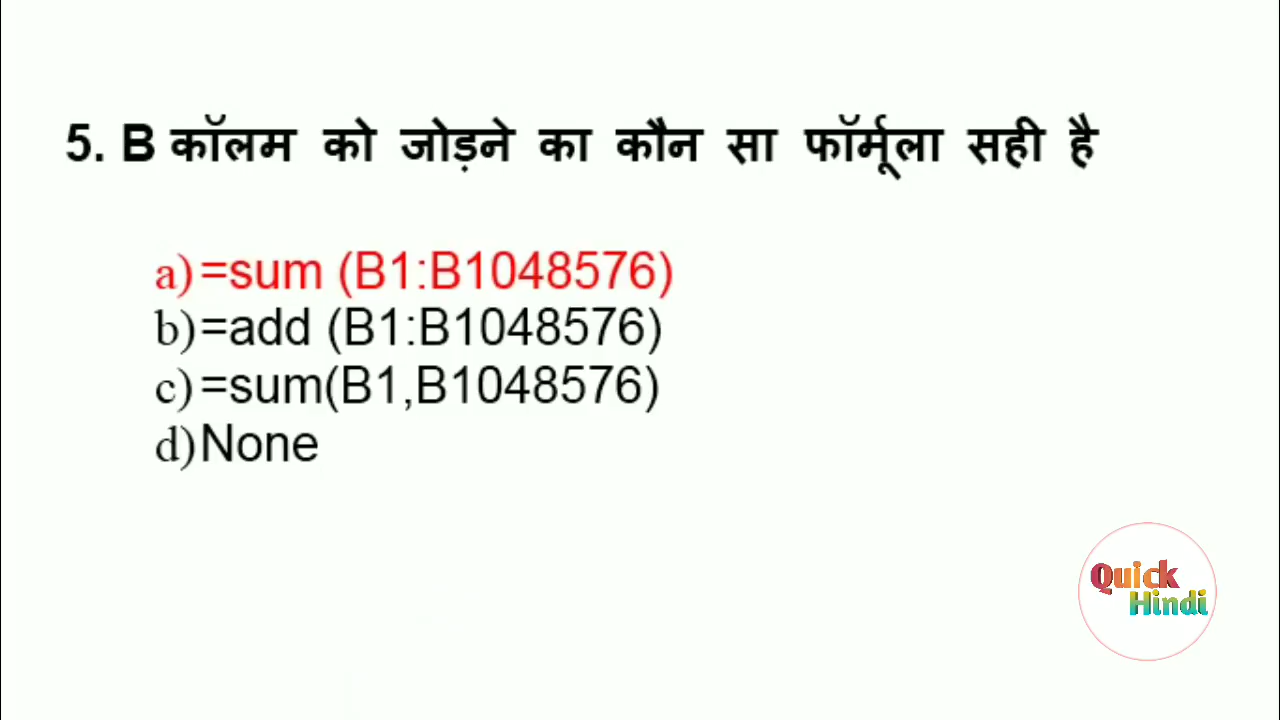 5. B कॉलम को जोड़ने का कौन सा फॉर्मूला सही है
a) =sum (B1:B1048576)
b) =add (B1:B1048576)
c) =sum(B1,B1048576)
d) None
Quick
Hindi